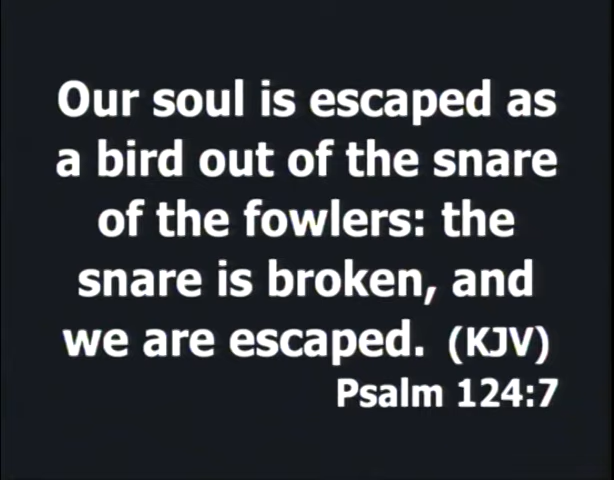 Our soul is escaped as
a bird out of the snare
of the fowlers: the
snare is broken, and
we are escaped. (KJV)
Psalm 124:7